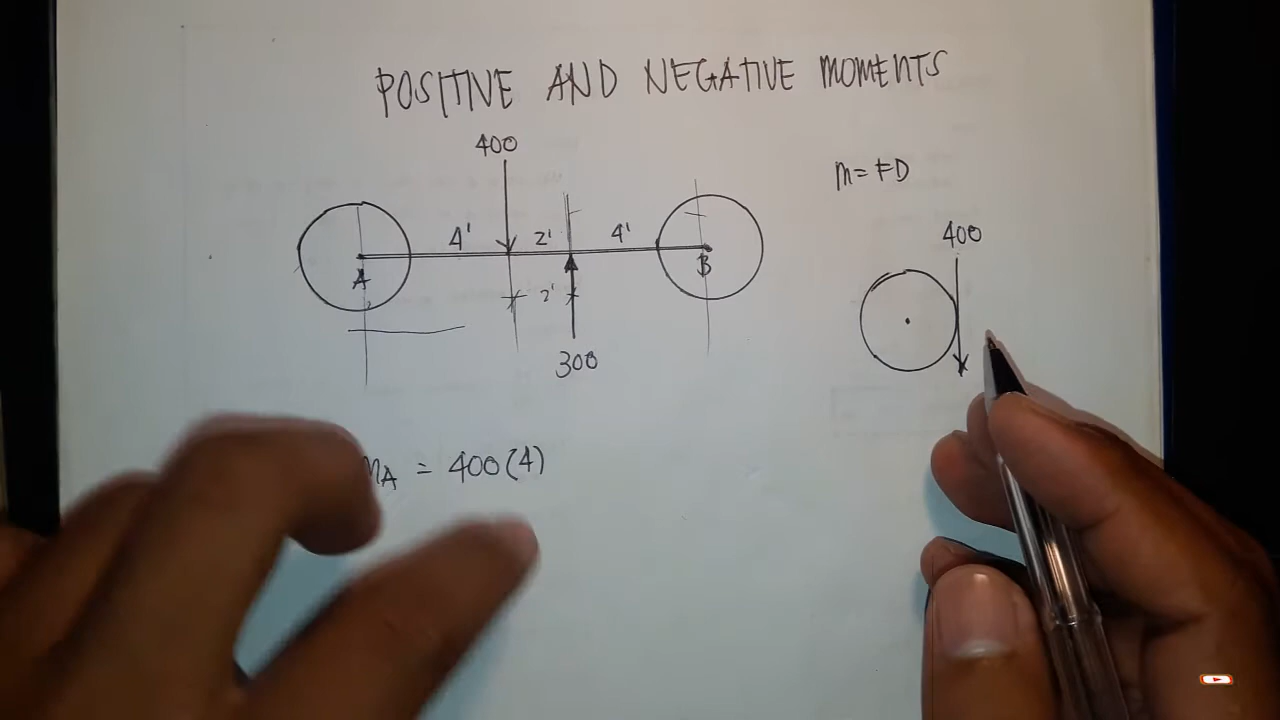 POSITIVE AND NEGATIVE MOMENTS
400
M = FD
4' 2' 4'
400
A B
2'
300
MA = 400(4)